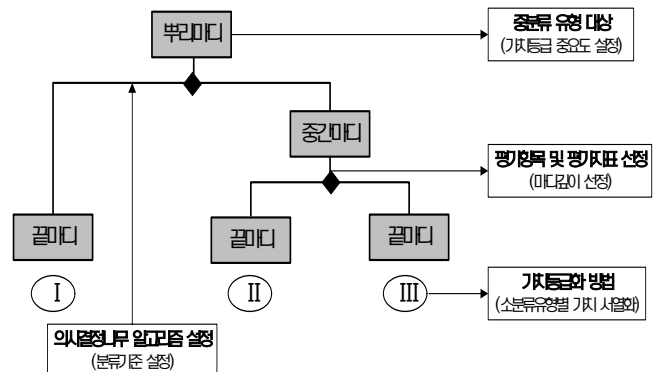 뿌리마디
중분류 유형 대상
(가치등급 중요도 설정)
중간마디
평가항목 및 평가지표 선정
(마디깊이 선정)
끝마디
끝마디
끝마디
Ⅰ
Ⅱ
Ⅲ
가치등급화 방법
(소분류유형별 가치 서열화)
의사결정나무 알고리즘 설정
(분류기준 설정)